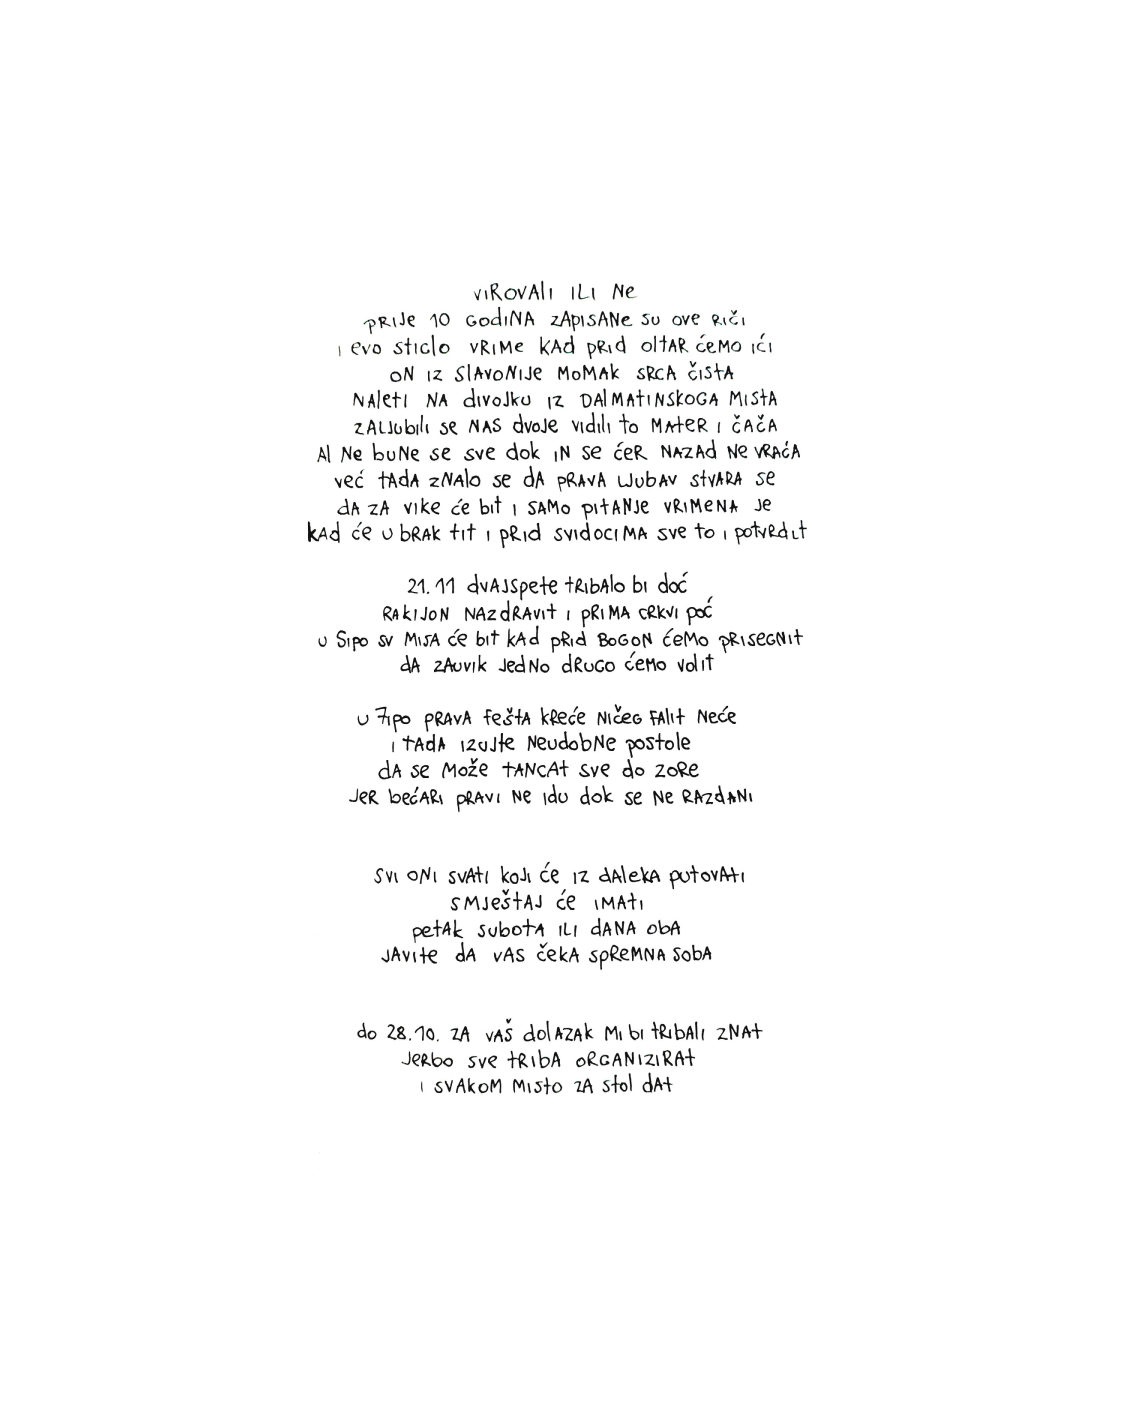 VIROVALI ILI NE
PRIJE 10 GODINA ZAPISANE SU OVE RIČI
I EVO STIGLO VRIME KAD PRID OLTAR ĆEMO IĆI
ON IZ SLAVONIJE MOMAK SRCA ČISTA
NALETI NA DIVOJKU IZ DALMATINSKOGA MISTA
ZALJUBILI SE NAS DVOJE VIDILI TO MATER I ČAČA
AL NE BUNE SE SVE DOK IN SE ĆER NAZAD NE VRAĆA
VEĆ TADA ZNALO SE DA PRAVA LJUBAV STVARA SE
DA ZA VIKE ĆE BIT I SAMO PITANJE VRIMENA JE
KAD ĆE U BRAK TIT I PRID SVIDOCIMA SVE TO I POTVRDIT
21.11 DVAJSPETE TRIBALO BI DOĆ
RAKIJON NAZDRAVIT I PRIMA CRKVI POĆ
U SIPO SV MISA ĆE BIT KAD PRID BOGON ĆEMO PRISEGNIT
DA ZAUVIK JEDNO DRUGO ĆEMO VOLIT
U 7IPO PRAVA FEŠTA KREĆE NIČEG FALIT NEĆE
I TADA IZUJTE NEUDOBNE POSTOLE
DA SE MOŽE TANCAT SVE DO ZORE
JER BEĆARI PRAVI NE IDU DOK SE NE RAZDANI
SVI ONI SVATI KOJI ĆE IZ DALEKA PUTOVATI
SMJEŠTAJ ĆE IMATI
PETAK SUBOTA ILI DANA OBA
JAVITE DA VAS ČEKA SPREMNA SOBA
DO 28.10. ZA VAŠ DOLAZAK MI BI TRIBALI ZNAT
JERBO SVE TRIBA ORGANIZIRAT
I SVAKOM MISTO ZA STOL DAT